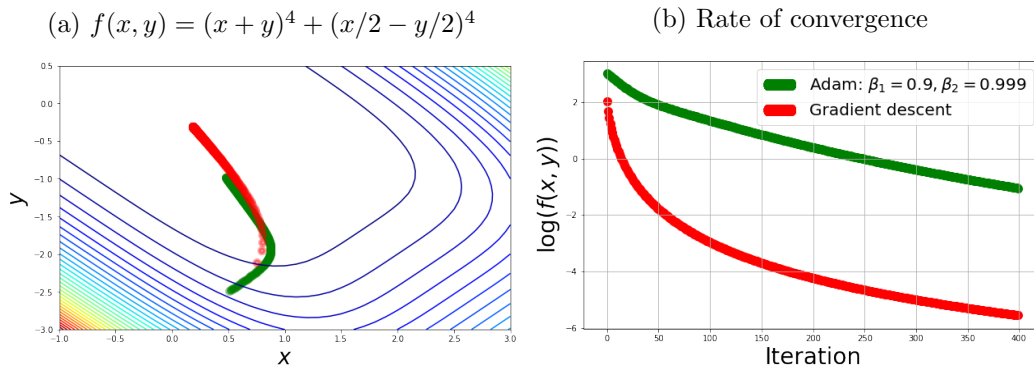 (a) f(x, y) = (x + y)⁴ + (x/2 − y/2)⁴
0.5
0.0
−0.5
−1.0
−1.5
−2.0
−2.5
−3.0
y
−1.0 −0.5 0.0 0.5 1.0 1.5 2.0 2.5 3.0
x
(b) Rate of convergence
Adam: β₁ = 0.9, β₂ = 0.999
Gradient descent
2
0
−2
−4
−6
log(f(x, y))
0 50 100 150 200 250 300 350 400
Iteration